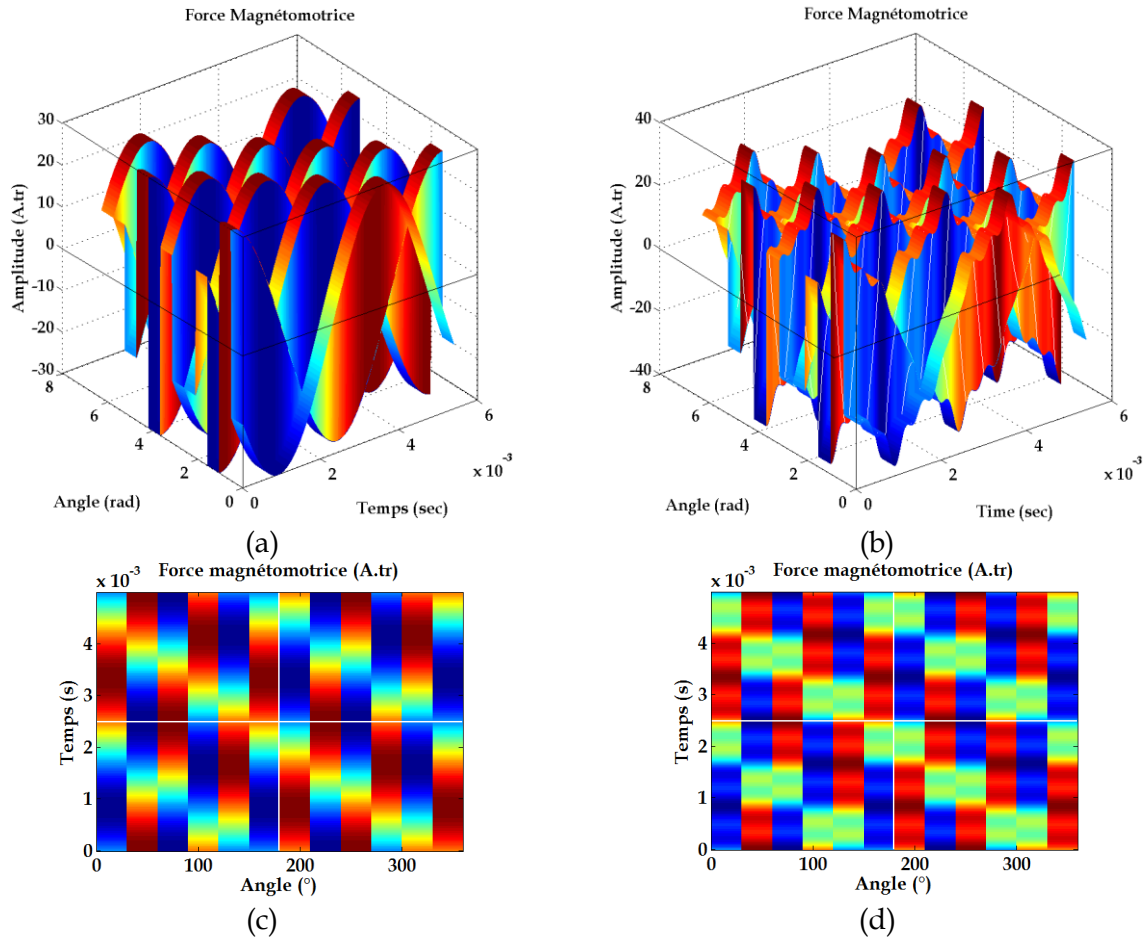 Force Magnétomotrice
30
20
10
0
-10
-20
-30
Amplitude (A.tr)
8
6
4
2
0
Angle (rad)
0
2
4
6
x 10⁻³
Temps (sec)
(a)
Force Magnétomotrice
40
20
0
-20
-40
Amplitude (A.tr)
8
6
4
2
0
Angle (rad)
0
2
4
6
x 10⁻³
Time (sec)
(b)
x 10⁻³
Force magnétomotrice (A.tr)
4
3
2
1
0
Temps (s)
0
100
200
300
Angle (°)
(c)
x 10⁻³
Force magnétomotrice (A.tr)
4
3
2
1
0
Temps (s)
0
100
200
300
Angle (°)
(d)